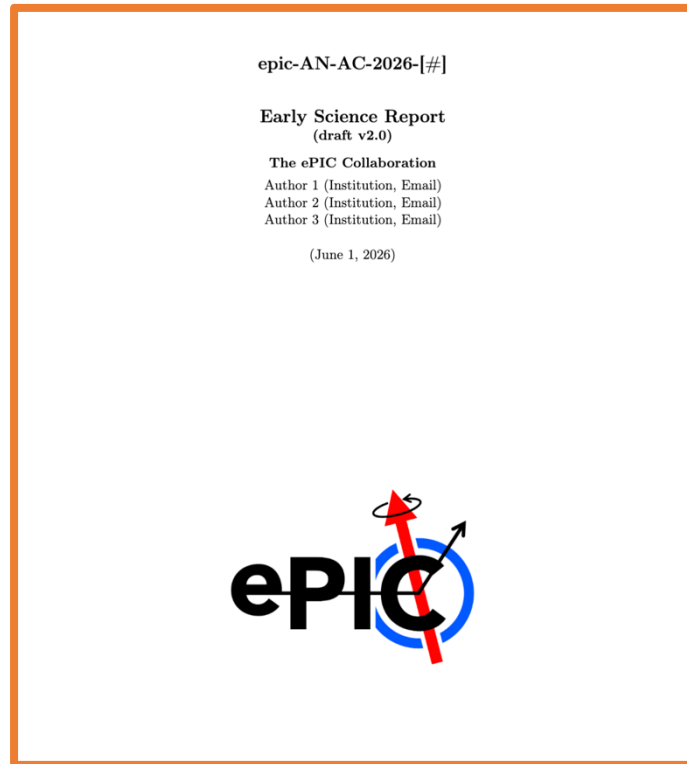 epic-AN-AC-2026-[#]
Early Science Report
(draft v2.0)
The ePIC Collaboration
Author 1 (Institution, Email)
Author 2 (Institution, Email)
Author 3 (Institution, Email)
(June 1, 2026)
ePIC